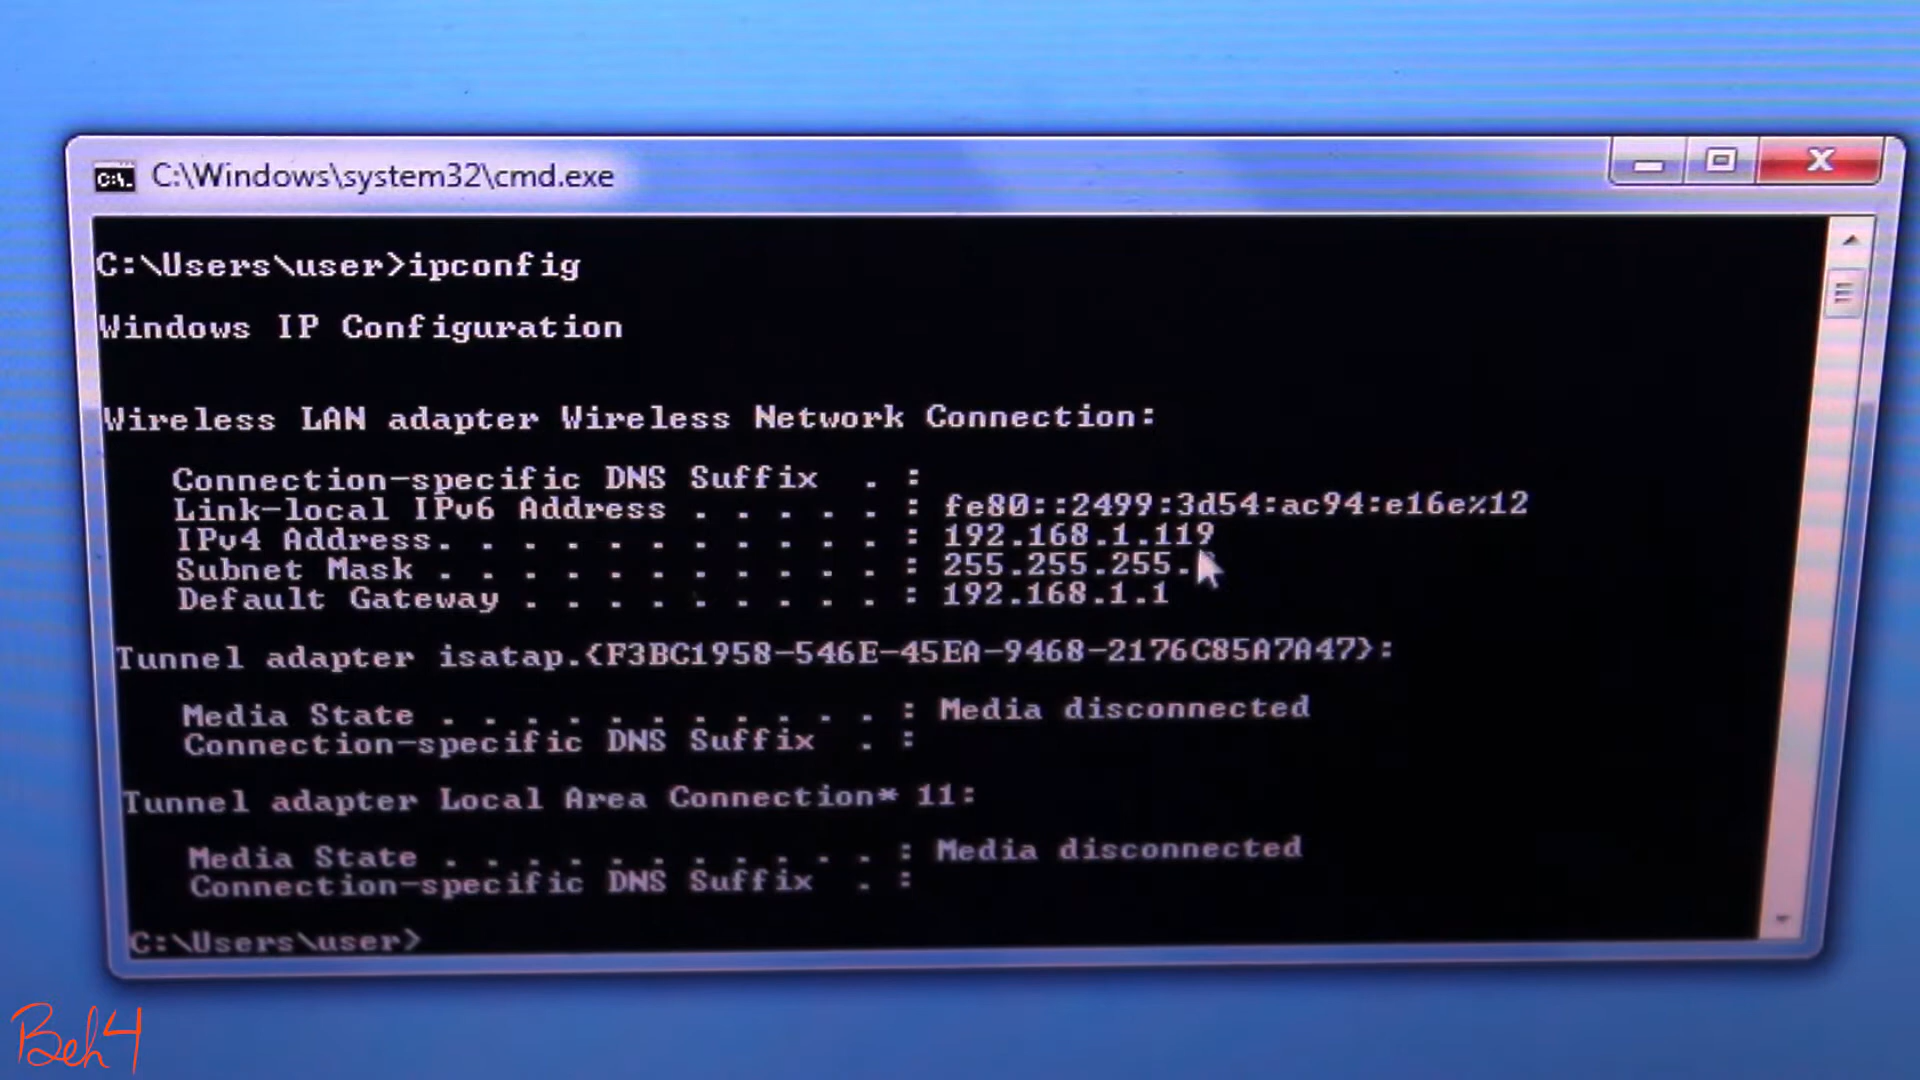 C:\Windows\system32\cmd.exe
C:\Users\user>ipconfig
Windows IP Configuration
Wireless LAN adapter Wireless Network Connection:
Connection-specific DNS Suffix . :
Link-local IPv6 Address . . . . . : fe80::2499:3d54:ac94:e16e%12
IPv4 Address. . . . . . . . . . . : 192.168.1.119
Subnet Mask . . . . . . . . . . . : 255.255.255.
Default Gateway . . . . . . . . . : 192.168.1.1
Tunnel adapter isatap.{F3BC1958-546E-45EA-9468-2176C85A7A47}:
Media State . . . . . . . . . . . : Media disconnected
Connection-specific DNS Suffix . :
Tunnel adapter Local Area Connection* 11:
Media State . . . . . . . . . . . : Media disconnected
Connection-specific DNS Suffix . :
C:\Users\user>
Beh4